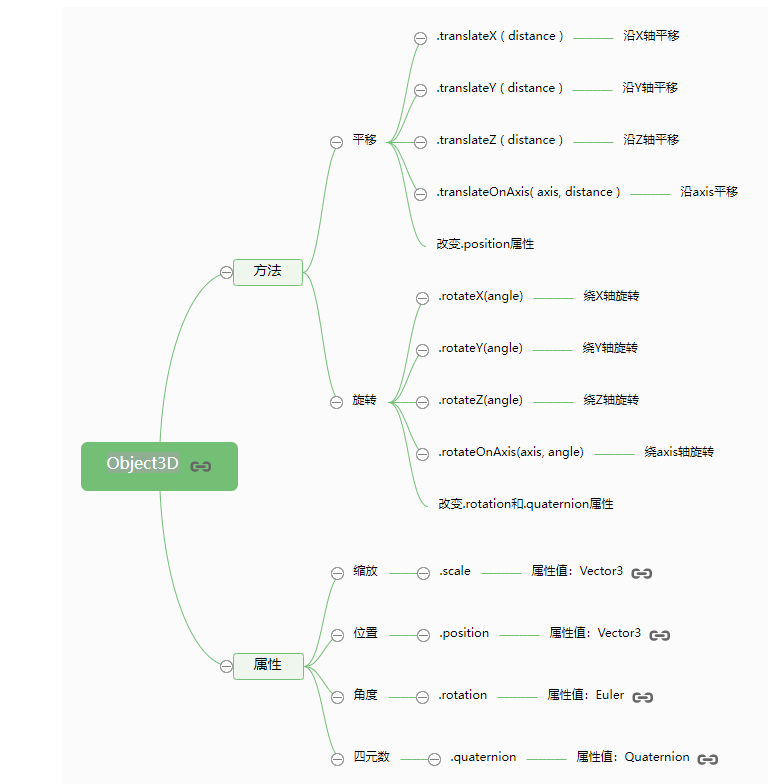 .translateX ( distance ) 沿X轴平移
.translateY ( distance ) 沿Y轴平移
平移 .translateZ ( distance ) 沿Z轴平移
.translateOnAxis( axis, distance ) 沿axis平移
改变.position属性
方法
.rotateX(angle) 绕X轴旋转
.rotateY(angle) 绕Y轴旋转
旋转 .rotateZ(angle) 绕Z轴旋转
.rotateOnAxis(axis, angle) 绕axis轴旋转
Object3D
改变.rotation和.quaternion属性
缩放 .scale 属性值：Vector3
位置 .position 属性值：Vector3
属性
角度 .rotation 属性值：Euler
四元数 .quaternion 属性值：Quaternion